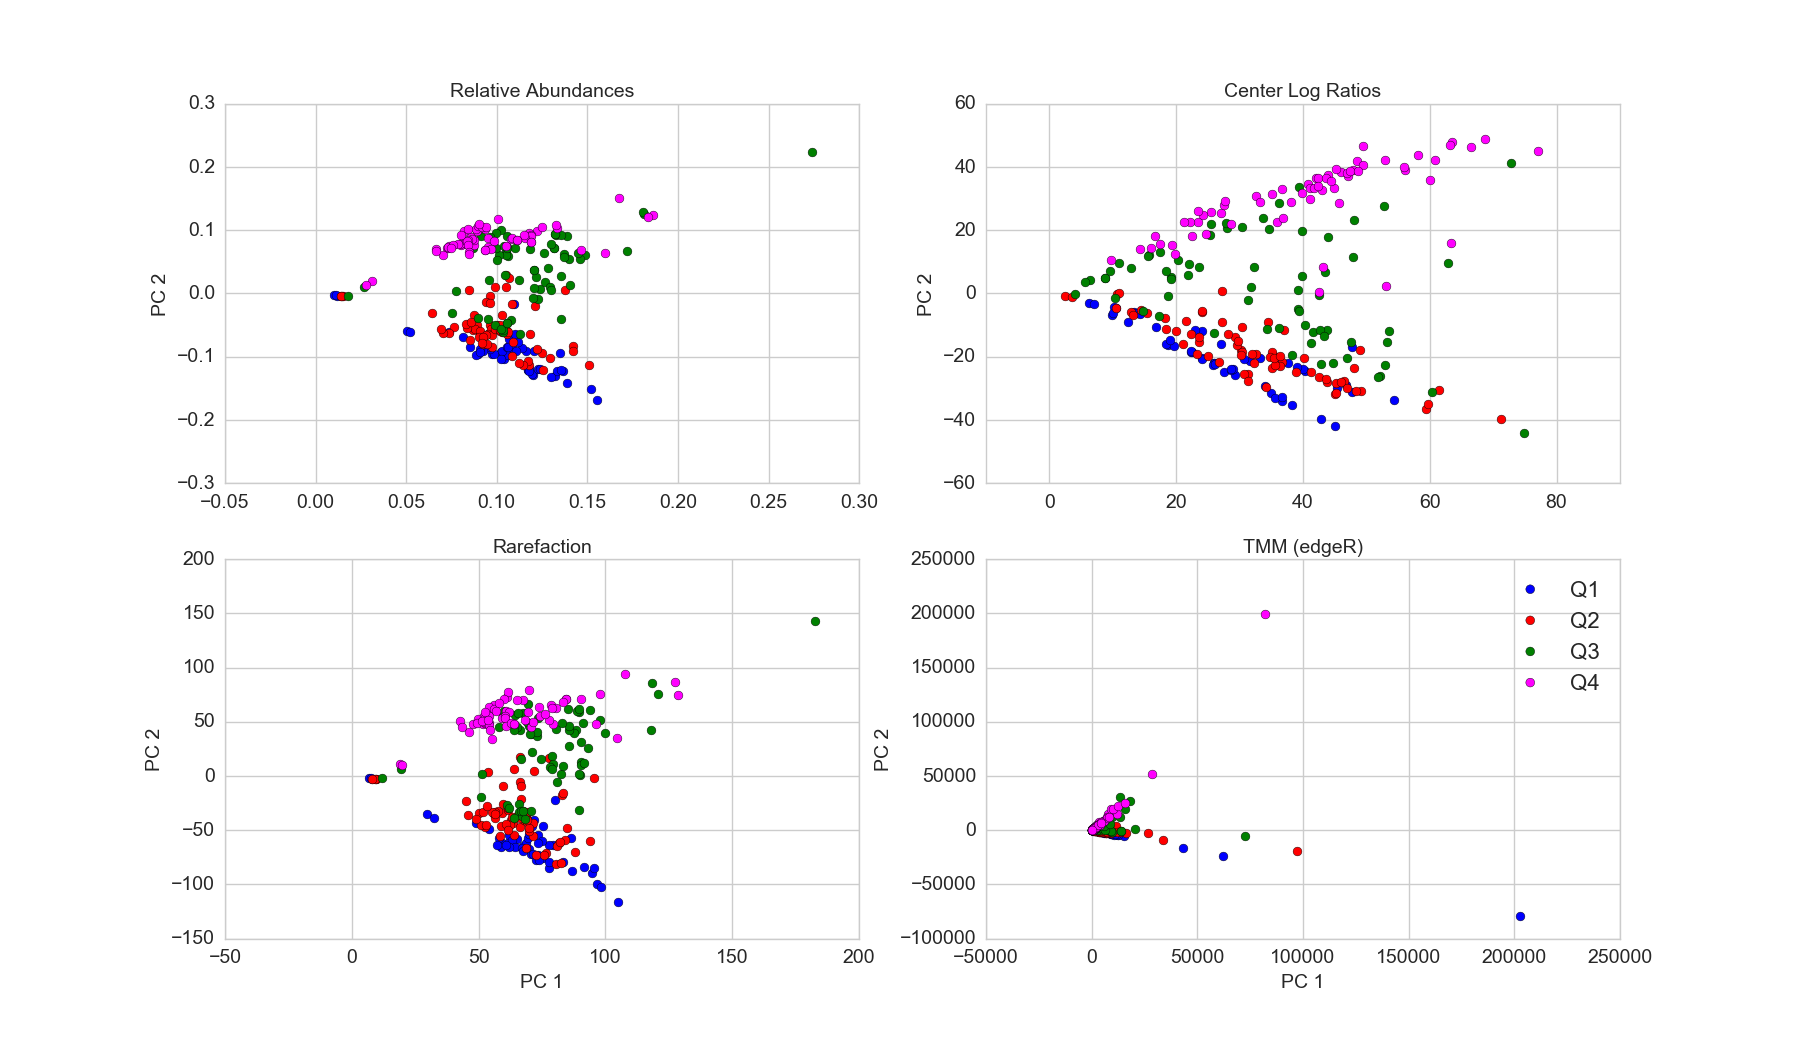 Relative Abundances
0.3
0.2
0.1
0.0
−0.1
−0.2
−0.3
PC 2
−0.05 0.00 0.05 0.10 0.15 0.20 0.25 0.30
Center Log Ratios
60
40
20
0
−20
−40
−60
PC 2
0 20 40 60 80
Rarefaction
200
150
100
50
0
−50
−100
−150
PC 2
−50 0 50 100 150 200
PC 1
TMM (edgeR)
250000
200000
150000
100000
50000
0
−50000
−100000
PC 2
Q1
Q2
Q3
Q4
−50000 0 50000 100000 150000 200000 250000
PC 1